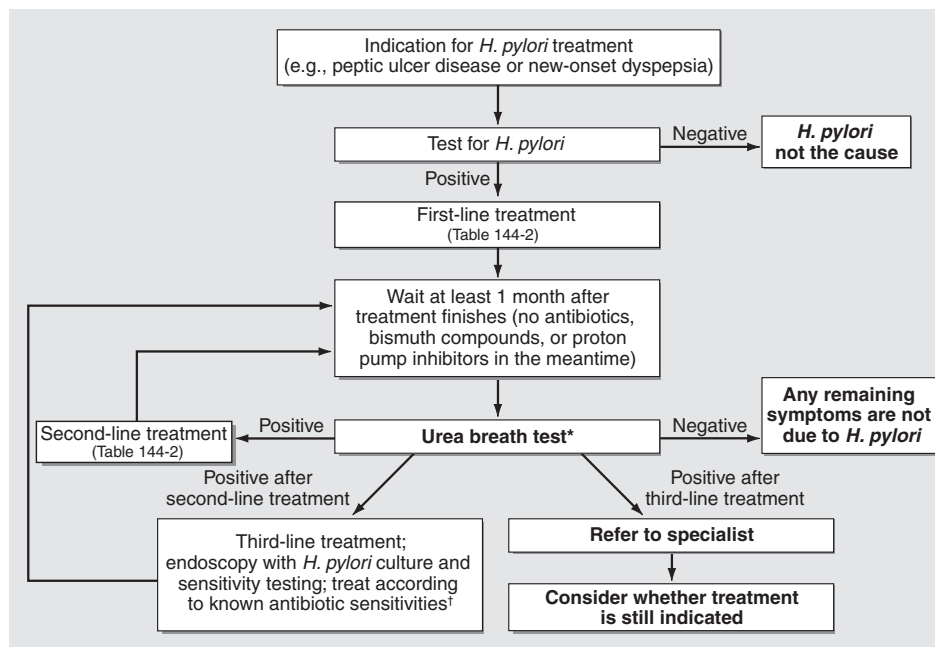 Indication for H. pylori treatment
(e.g., peptic ulcer disease or new-onset dyspepsia)
Test for H. pylori
Negative
H. pylori
not the cause
Positive
First-line treatment
(Table 144-2)
Wait at least 1 month after
treatment finishes (no antibiotics,
bismuth compounds, or proton
pump inhibitors in the meantime)
Second-line treatment
(Table 144-2)
Positive
Urea breath test*
Negative
Any remaining
symptoms are not
due to H. pylori
Positive after
second-line treatment
Positive after
third-line treatment
Third-line treatment;
endoscopy with H. pylori culture and
sensitivity testing; treat according
to known antibiotic sensitivities†
Refer to specialist
Consider whether treatment
is still indicated